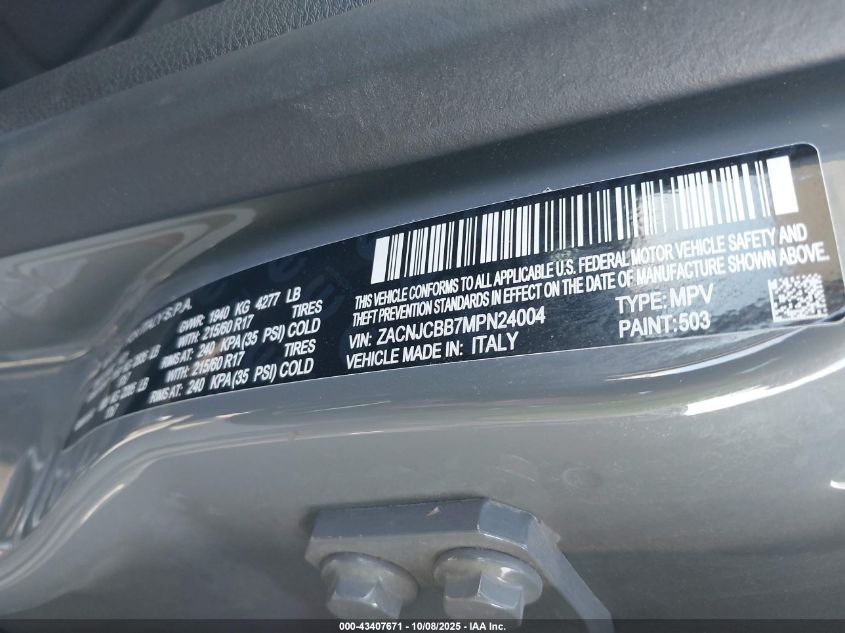 ITALY S.P.A.
GWR: 1940 KG 4277 LB
WITH: 215/60 R17 TIRES
RIMS AT: 240 KPA(35 PSI) COLD
WITH: 215/60 R17 TIRES
RIMS AT: 240 KPA(35 PSI) COLD
THIS VEHICLE CONFORMS TO ALL APPLICABLE U.S. FEDERAL MOTOR VEHICLE SAFETY AND
THEFT PREVENTION STANDARDS IN EFFECT ON THE DATE OF MANUFACTURE SHOWN ABOVE.
VIN: ZACNJCBB7MPN24004 TYPE: MPV
VEHICLE MADE IN: ITALY PAINT: 503
000-43407671 - 10/08/2025 - IAA Inc.